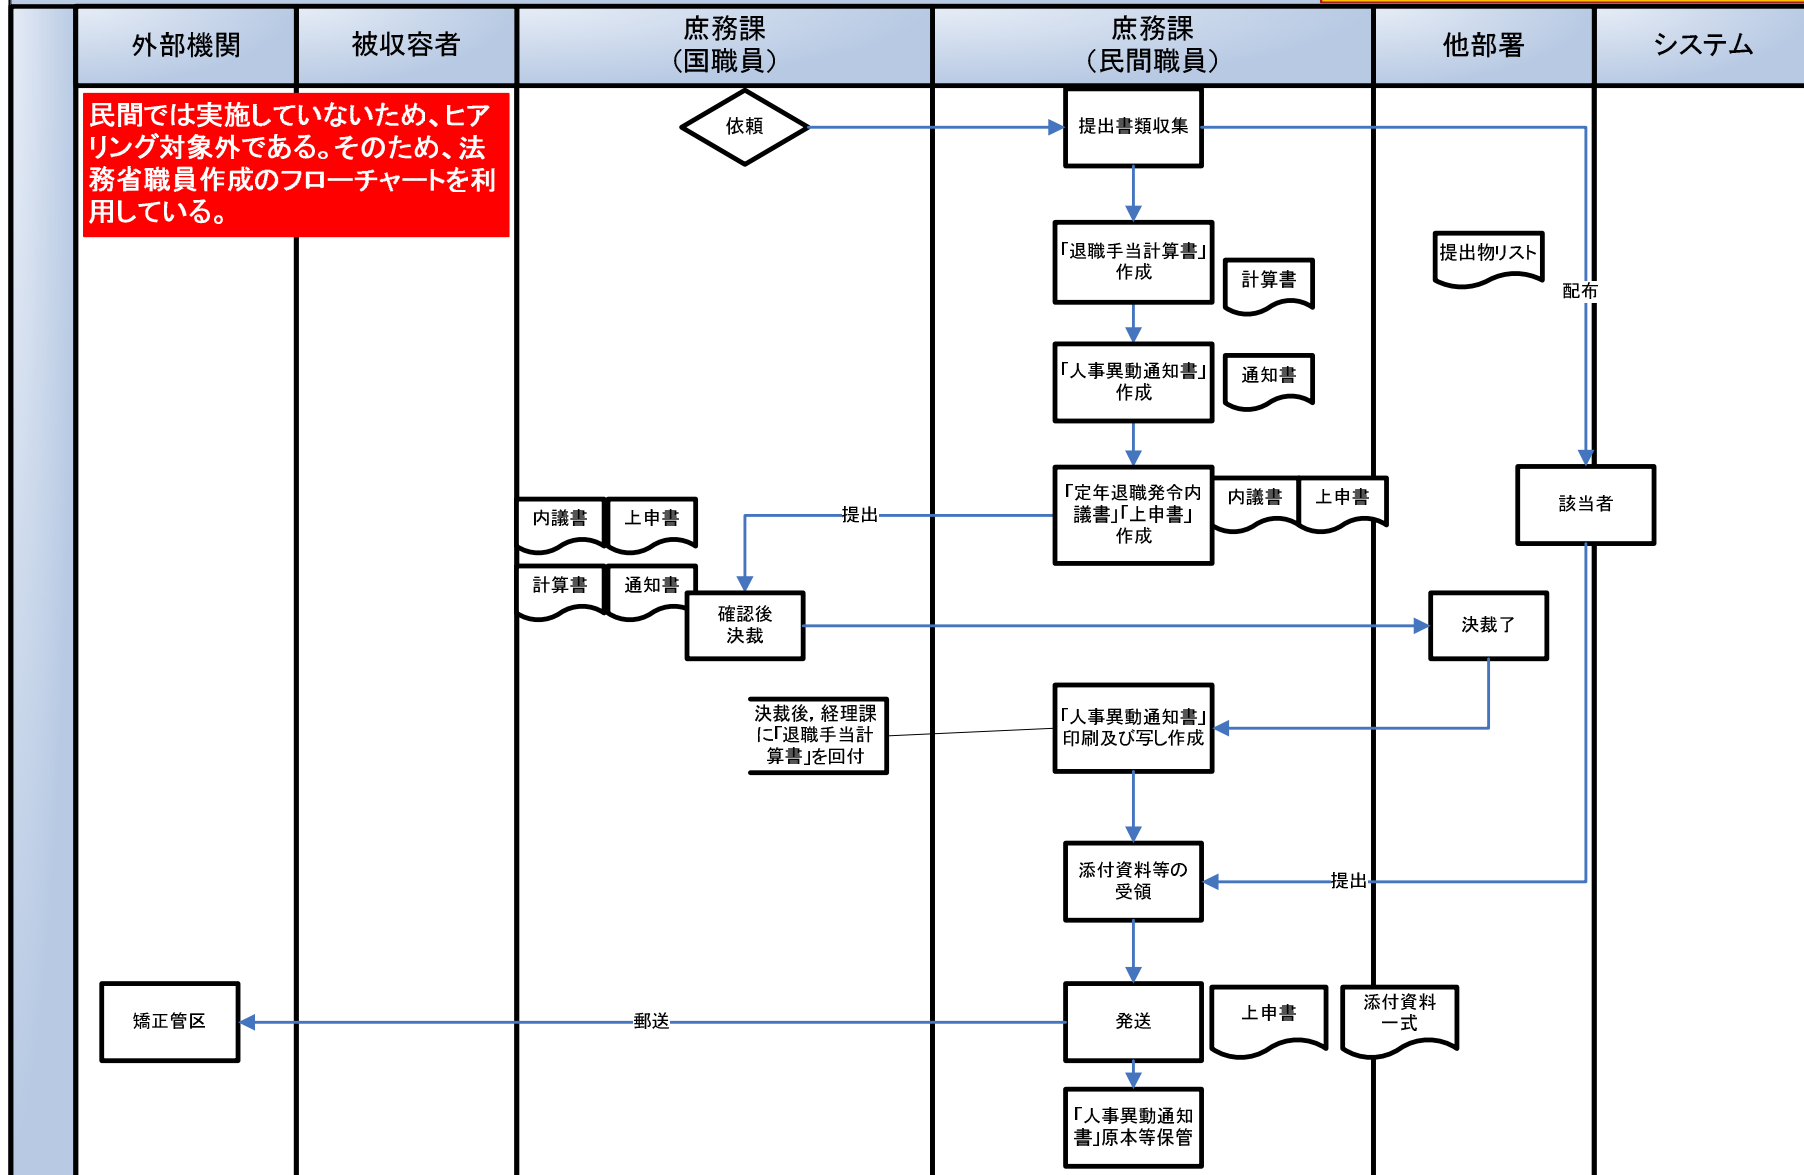 外部機関
被収容者
庶務課
（国職員）
庶務課
（民間職員）
他部署
システム
民間では実施していないため、ヒア
リング対象外である。そのため、法
務省職員作成のフローチャートを利
用している。
依頼
提出書類収集
「退職手当計算書」
作成
計算書
提出物リスト
配布
「人事異動通知書」
作成
通知書
「定年退職発令内
議書」「上申書」
作成
内議書
上申書
該当者
提出
内議書
上申書
計算書
通知書
確認後
決裁
決裁了
決裁後，経理課
に「退職手当計
算書」を回付
「人事異動通知書」
印刷及び写し作成
添付資料等の
受領
提出
矯正管区
郵送
発送
上申書
添付資料
一式
「人事異動通知
書」原本等保管